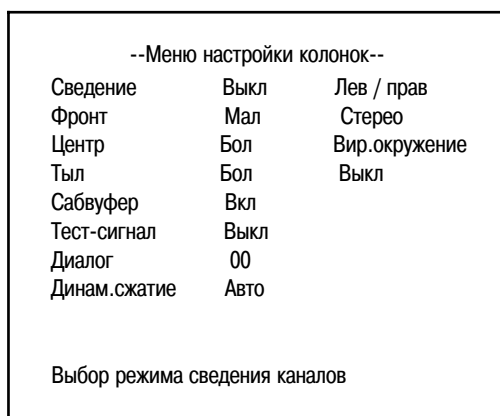 --Меню настройки колонок--
Сведение Выкл Лев / прав
Фронт Мал Стерео
Центр Бол Вир.окружение
Тыл Бол Выкл
Сабвуфер Вкл
Тест-сигнал Выкл
Диалог 00
Динам.сжатие Авто
Выбор режима сведения каналов